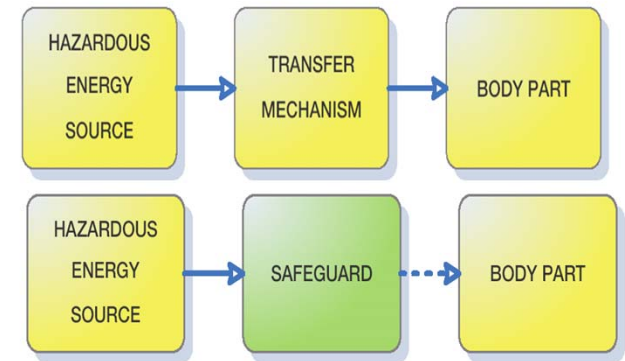 HAZARDOUS
ENERGY
SOURCE
TRANSFER
MECHANISM
BODY PART
HAZARDOUS
ENERGY
SOURCE
SAFEGUARD
BODY PART